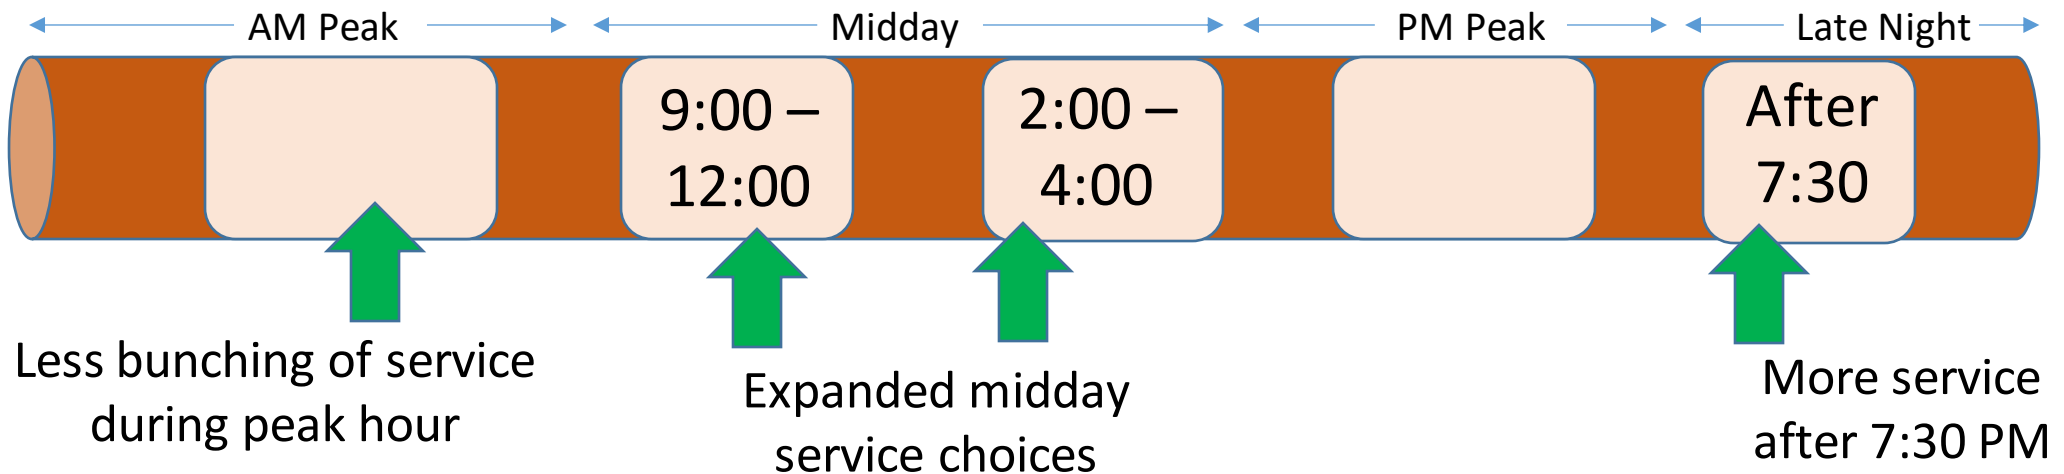 AM Peak
Midday
PM Peak
Late Night
9:00 –
12:00
2:00 –
4:00
After
7:30
Less bunching of service
during peak hour
Expanded midday
service choices
More service
after 7:30 PM